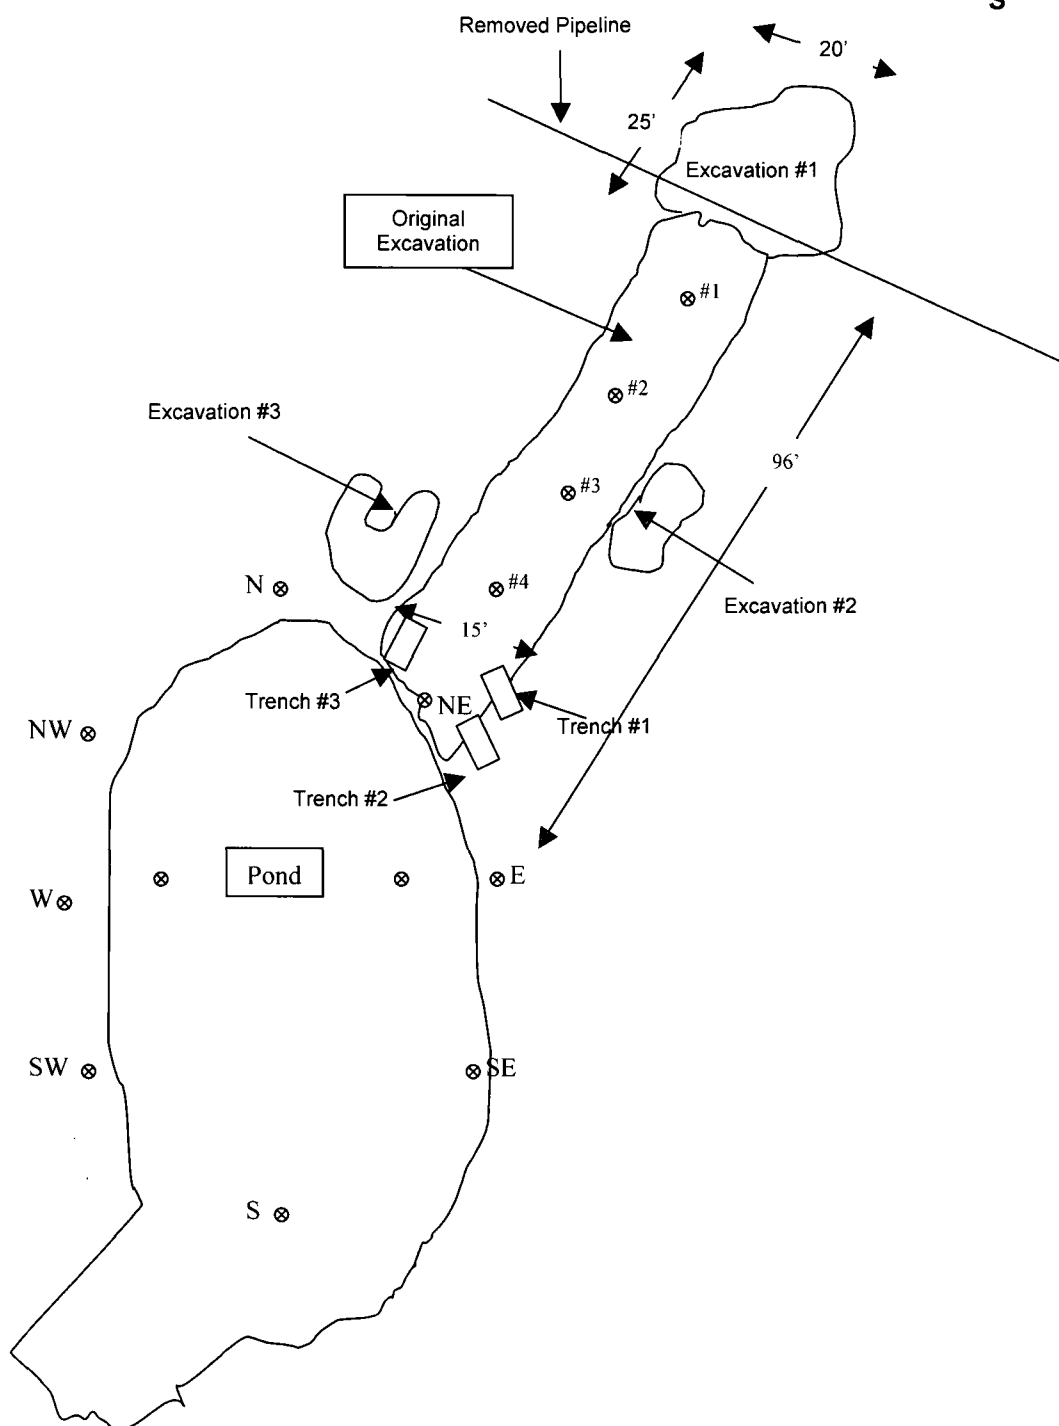 S
Removed Pipeline
20'
25'
Excavation #1
Original
Excavation
#1
#2
Excavation #3
96'
#3
N
#4
Excavation #2
15'
Trench #3
NE
NW
Trench #1
Trench #2
Pond
E
W
SW
SE
S